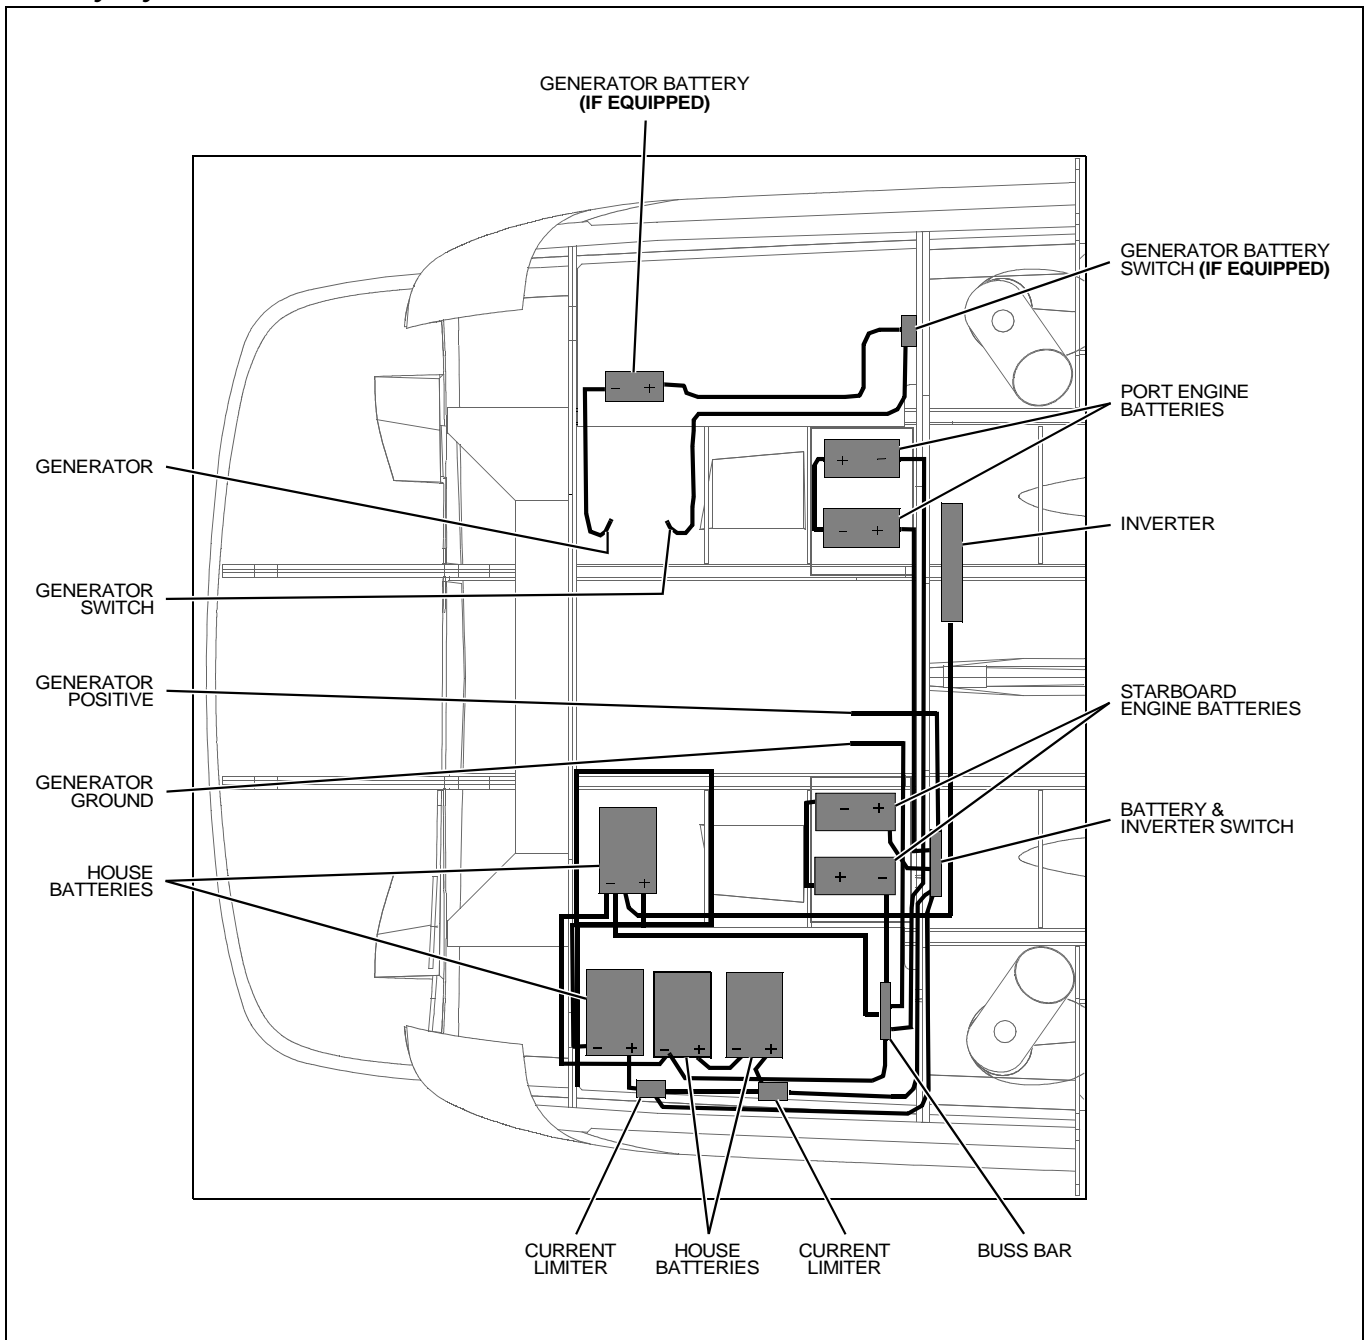 GENERATOR BATTERY
(IF EQUIPPED)
GENERATOR BATTERY
SWITCH (IF EQUIPPED)
PORT ENGINE
BATTERIES
GENERATOR
INVERTER
GENERATOR
SWITCH
GENERATOR
POSITIVE
STARBOARD
ENGINE BATTERIES
GENERATOR
GROUND
BATTERY &
INVERTER SWITCH
HOUSE
BATTERIES
CURRENT
LIMITER
HOUSE
BATTERIES
CURRENT
LIMITER
BUSS BAR
- +
+ -
- +
- +
+ -
- +
- +
- +
- +